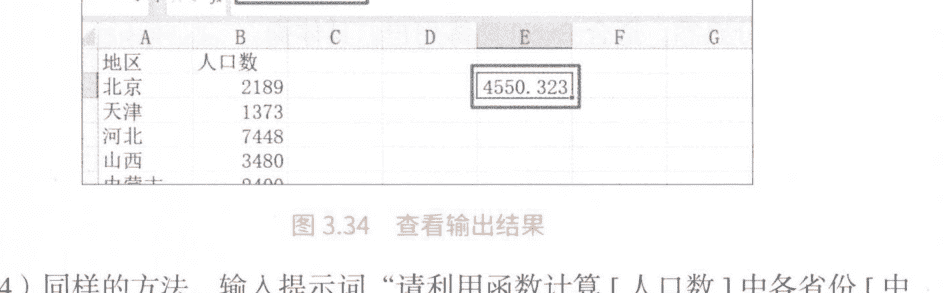 A B C D E F G
地区 人口数
北京 2189 4550.323
天津 1373
河北 7448
山西 3480
图 3.34 查看输出结果
4）同样的方法，输入提示词“请利用函数计算 [ 人口数 ] 中各省份 [ 中